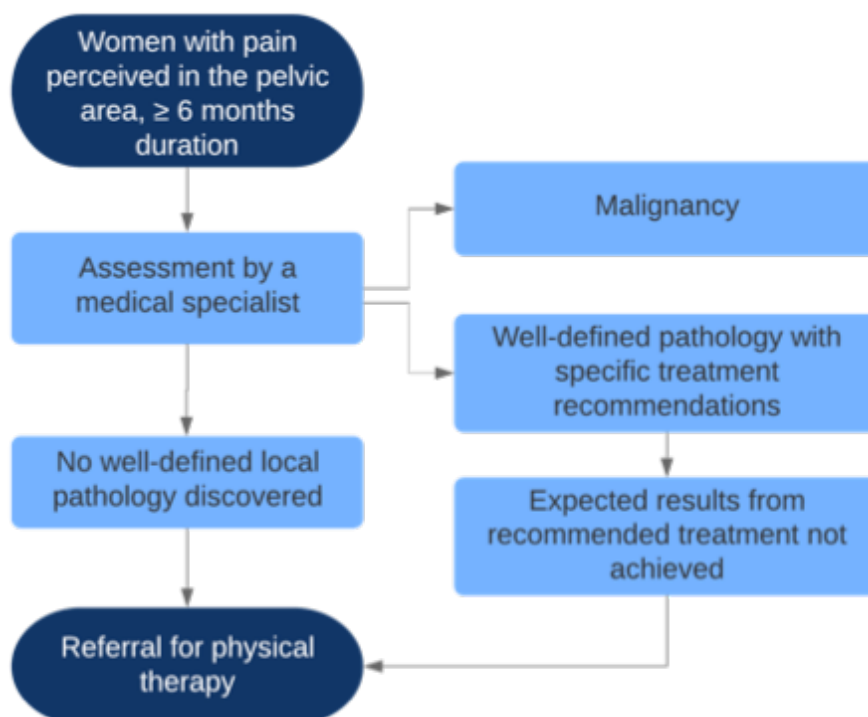 Women with pain
perceived in the pelvic
area, ≥ 6 months
duration
Malignancy
Assessment by a
medical specialist
Well-defined pathology with
specific treatment
recommendations
No well-defined local
pathology discovered
Expected results from
recommended treatment not
achieved
Referral for physical
therapy